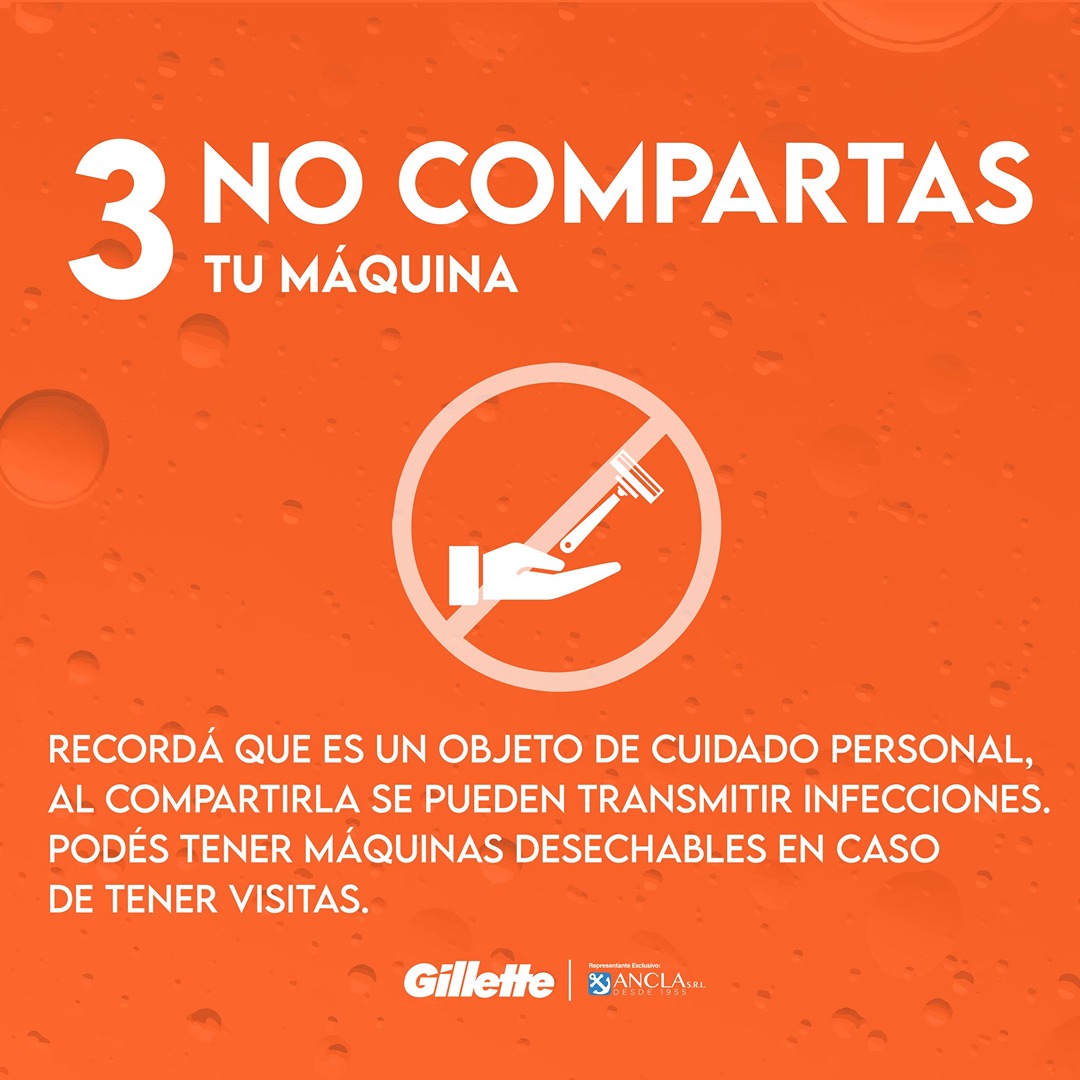 3 NO COMPARTAS
TU MÁQUINA
RECORDÁ QUE ES UN OBJETO DE CUIDADO PERSONAL,
AL COMPARTIRLA SE PUEDEN TRANSMITIR INFECCIONES.
PODÉS TENER MÁQUINAS DESECHABLES EN CASO
DE TENER VISITAS.
Gillette
Representante Exclusivo:
ANCLA S.R.L.
DESDE 1955